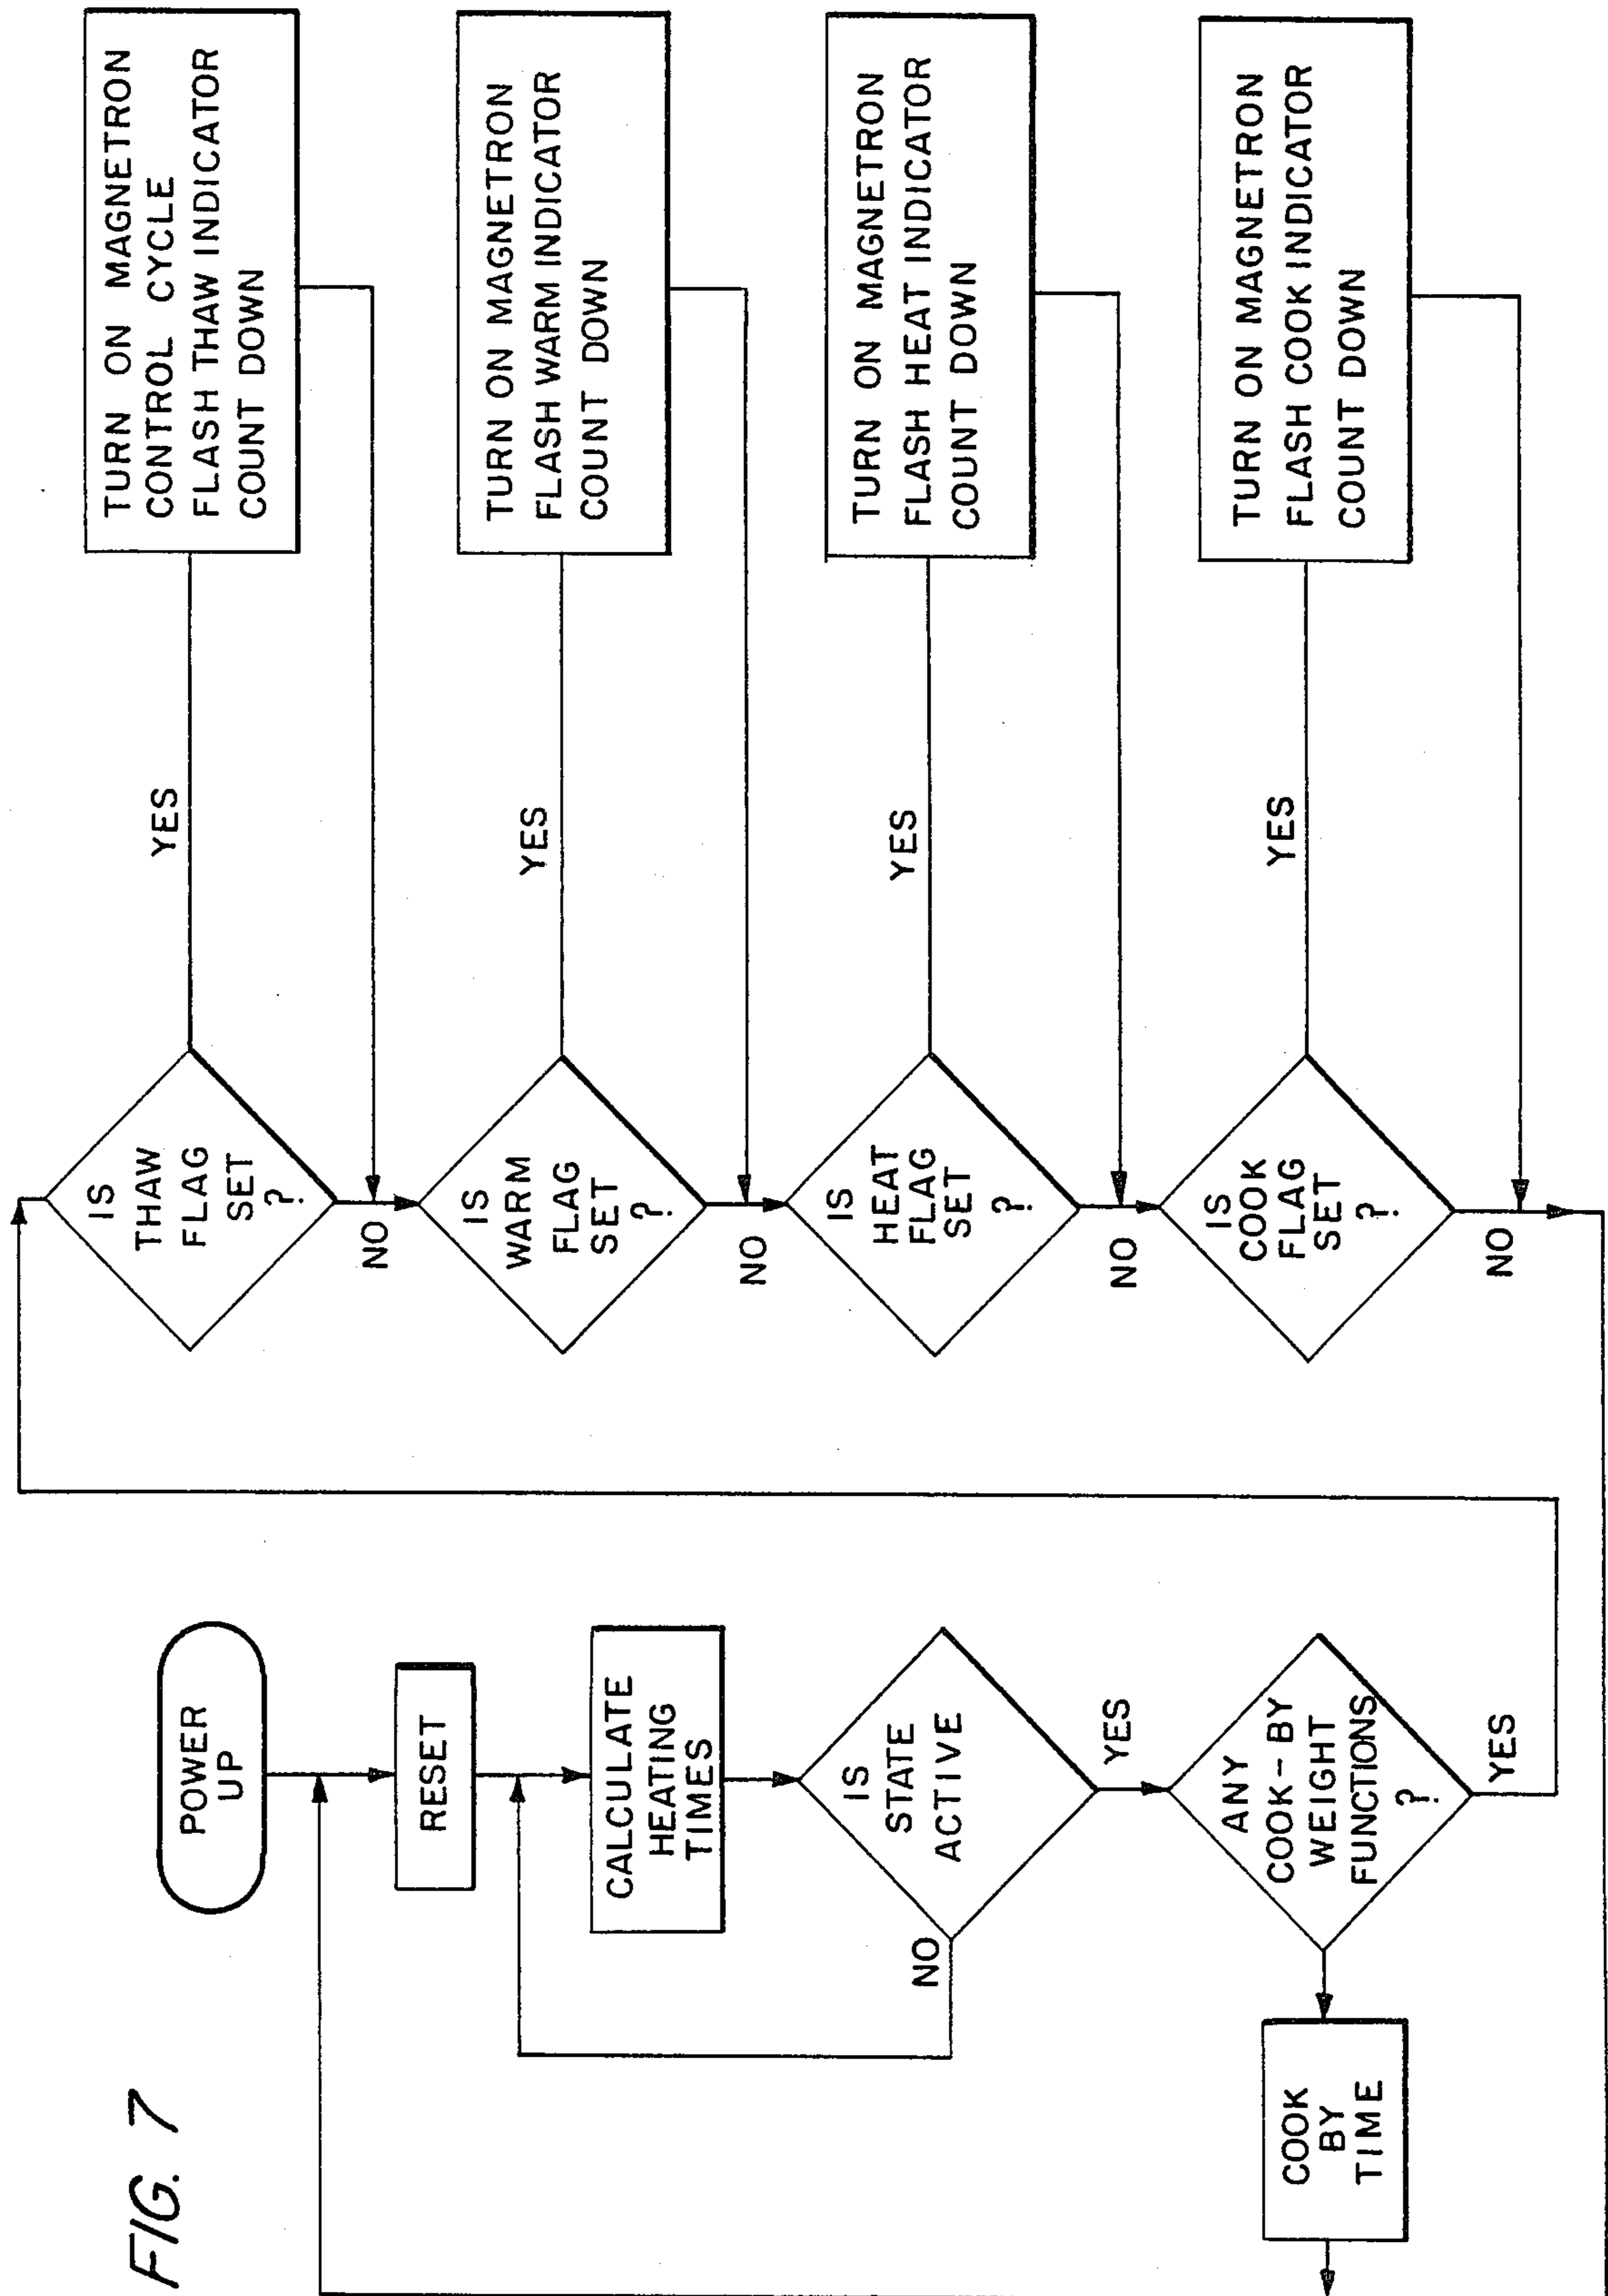 FIG. 7
POWER
UP
RESET
CALCULATE
HEATING
TIMES
IS
STATE
ACTIVE
NO
YES
ANY
COOK-BY
WEIGHT
FUNCTIONS
?
YES
COOK
BY
TIME
IS
THAW
FLAG
SET
?
YES
NO
TURN ON MAGNETRON
CONTROL CYCLE
FLASH THAW INDICATOR
COUNT DOWN
IS
WARM
FLAG
SET
?
YES
NO
TURN ON MAGNETRON
FLASH WARM INDICATOR
COUNT DOWN
IS
HEAT
FLAG
SET
?
YES
NO
TURN ON MAGNETRON
FLASH HEAT INDICATOR
COUNT DOWN
IS
COOK
FLAG
SET
?
YES
NO
TURN ON MAGNETRON
FLASH COOK INDICATOR
COUNT DOWN